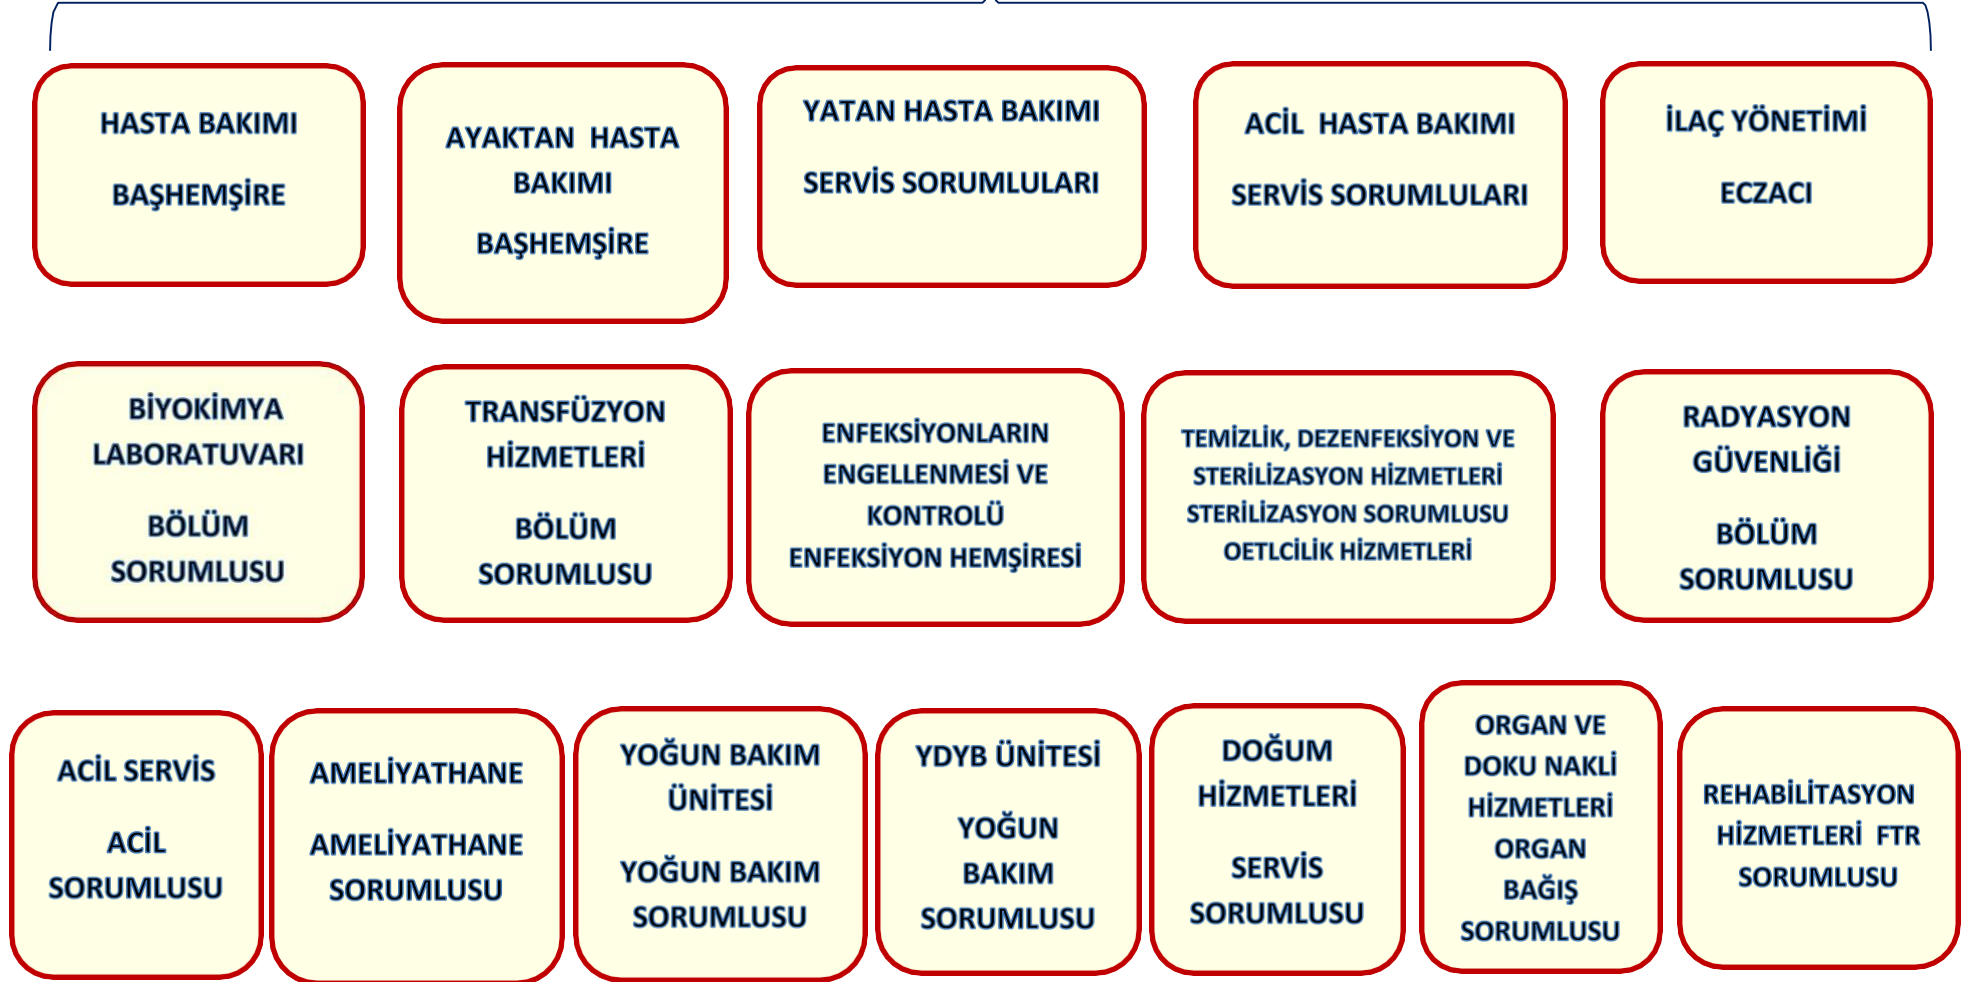 HASTA BAKIMI
BAŞHEMŞİRE
AYAKTAN HASTA
BAKIMI
BAŞHEMŞİRE
YATAN HASTA BAKIMI
SERVİS SORUMLULARI
ACİL HASTA BAKIMI
SERVİS SORUMLULARI
İLAÇ YÖNETİMİ
ECZACI
BİYOKİMYA
LABORATUVARI
BÖLÜM
SORUMLUSU
TRANSFÜZYON
HİZMETLERİ
BÖLÜM
SORUMLUSU
ENFEKSİYONLARIN
ENGELLENMESİ VE
KONTROLÜ
ENFEKSİYON HEMŞİRESİ
TEMİZLİK, DEZENFEKSİYON VE
STERİLİZASYON HİZMETLERİ
STERİLİZASYON SORUMLUSU
OETLCİLİK HİZMETLERİ
RADYASYON
GÜVENLİĞİ
BÖLÜM
SORUMLUSU
ACİL SERVİS
ACİL
SORUMLUSU
AMELİYATHANE
AMELİYATHANE
SORUMLUSU
YOĞUN BAKIM
ÜNİTESİ
YOĞUN BAKIM
SORUMLUSU
YDYB ÜNİTESİ
YOĞUN
BAKIM
SORUMLUSU
DOĞUM
HİZMETLERİ
SERVİS
SORUMLUSU
ORGAN VE
DOKU NAKLİ
HİZMETLERİ
ORGAN
BAĞIŞ
SORUMLUSU
REHABİLİTASYON
HİZMETLERİ FTR
SORUMLUSU